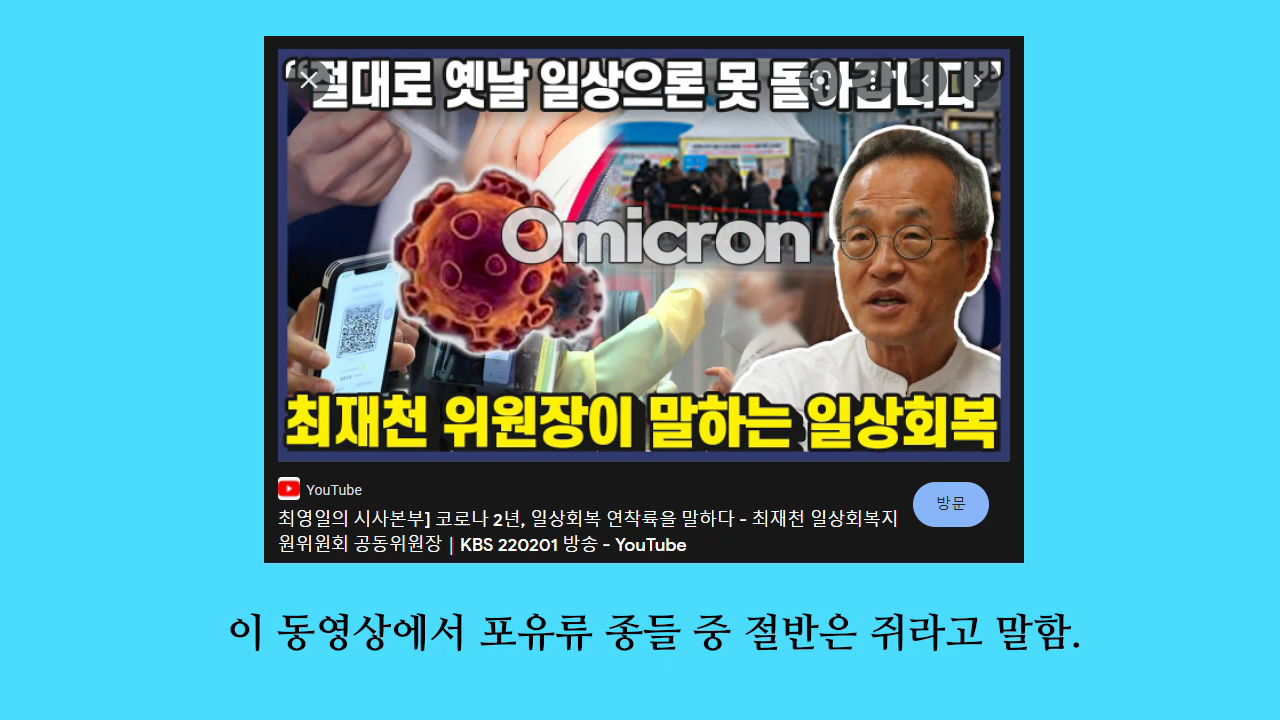 “절대로 옛날 일상으론 못 돌아갑니다”
Omicron
최재천 위원장이 말하는 일상회복
YouTube
방문
최영일의 시사본부] 코로나 2년, 일상회복 연착륙을 말하다 - 최재천 일상회복지
원위원회 공동위원장 | KBS 220201 방송 - YouTube
이 동영상에서 포유류 종들 중 절반은 쥐라고 말함.